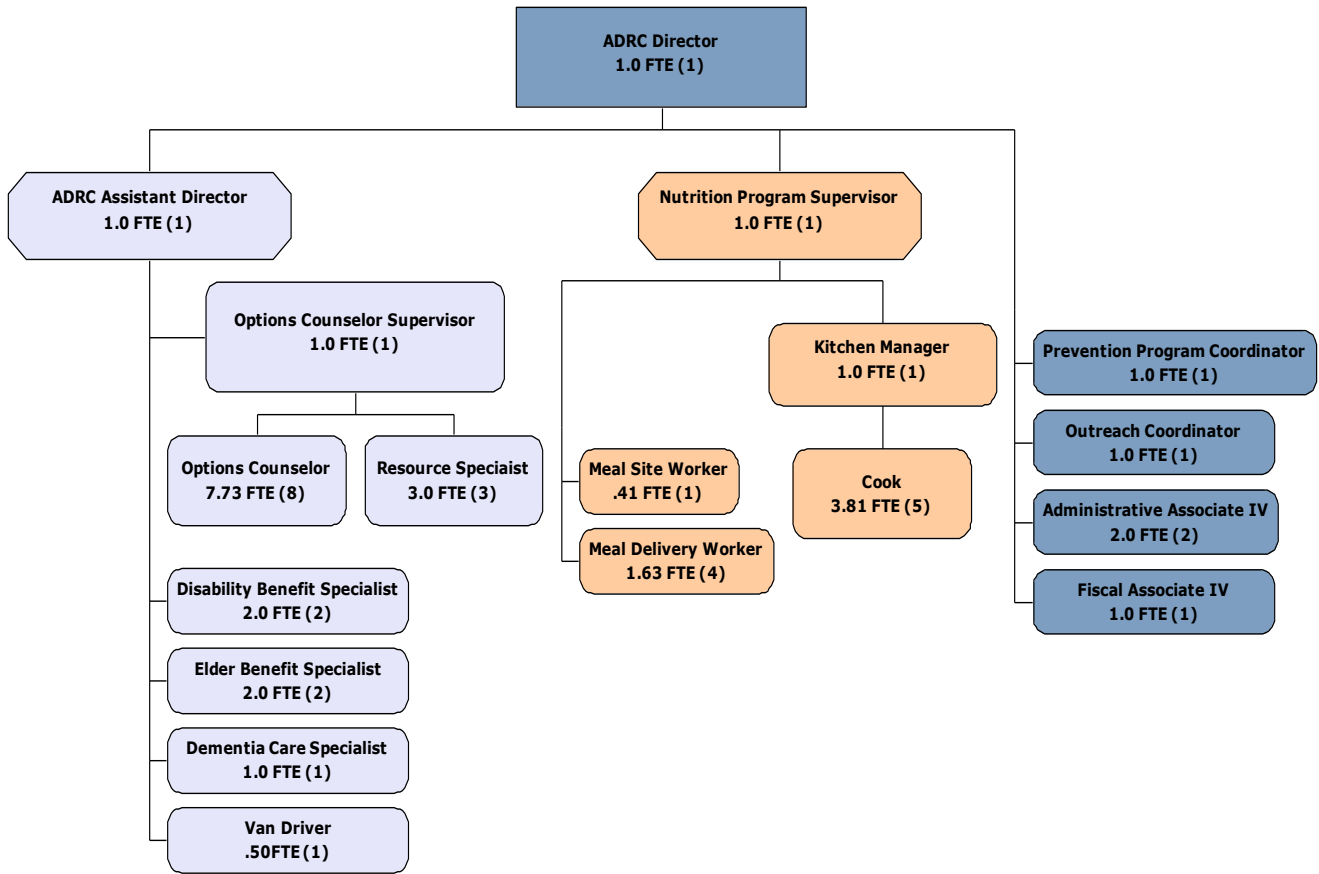 ADRC Director
1.0 FTE (1)
ADRC Assistant Director
1.0 FTE (1)
Nutrition Program Supervisor
1.0 FTE (1)
Options Counselor Supervisor
1.0 FTE (1)
Kitchen Manager
1.0 FTE (1)
Prevention Program Coordinator
1.0 FTE (1)
Options Counselor
7.73 FTE (8)
Resource Speciaist
3.0 FTE (3)
Meal Site Worker
.41 FTE (1)
Cook
3.81 FTE (5)
Outreach Coordinator
1.0 FTE (1)
Administrative Associate IV
2.0 FTE (2)
Meal Delivery Worker
1.63 FTE (4)
Fiscal Associate IV
1.0 FTE (1)
Disability Benefit Specialist
2.0 FTE (2)
Elder Benefit Specialist
2.0 FTE (2)
Dementia Care Specialist
1.0 FTE (1)
Van Driver
.50FTE (1)